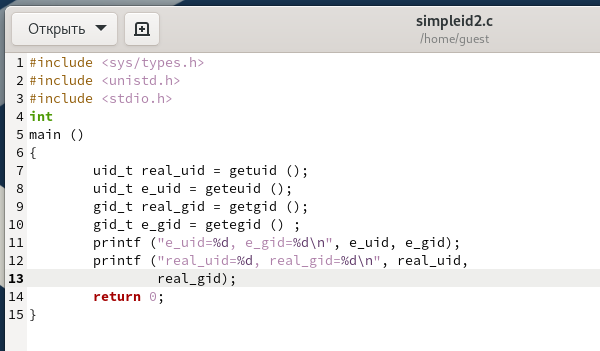 Открыть
simpleid2.c
/home/guest
1 #include <sys/types.h>
2 #include <unistd.h>
3 #include <stdio.h>
4 int
5 main ()
6 {
7         uid_t real_uid = getuid ();
8         uid_t e_uid = geteuid ();
9         gid_t real_gid = getgid ();
10         gid_t e_gid = getegid () ;
11         printf ("e_uid=%d, e_gid=%d\n", e_uid, e_gid);
12         printf ("real_uid=%d, real_gid=%d\n", real_uid,
13                 real_gid);
14         return 0;
15 }